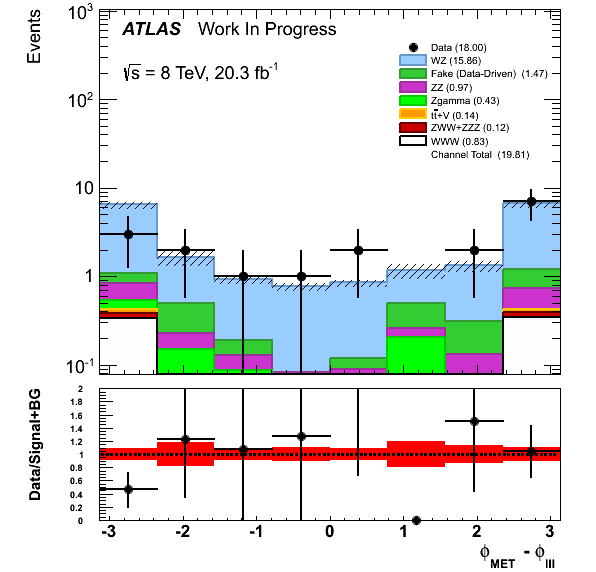 Events
10³
10²
10
1
10⁻¹
ATLAS Work In Progress
√s = 8 TeV, 20.3 fb⁻¹
Data (18.00)
WZ (15.86)
Fake (Data-Driven) (1.47)
ZZ (0.97)
Zgamma (0.43)
tt̄+V (0.14)
ZWW+ZZZ (0.12)
WWW (0.83)
Channel Total (19.81)
Data/Signal+BG
2
1.8
1.6
1.4
1.2
1
0.8
0.6
0.4
0.2
0
-3 -2 -1 0 1 2 3
ϕMET - ϕlll